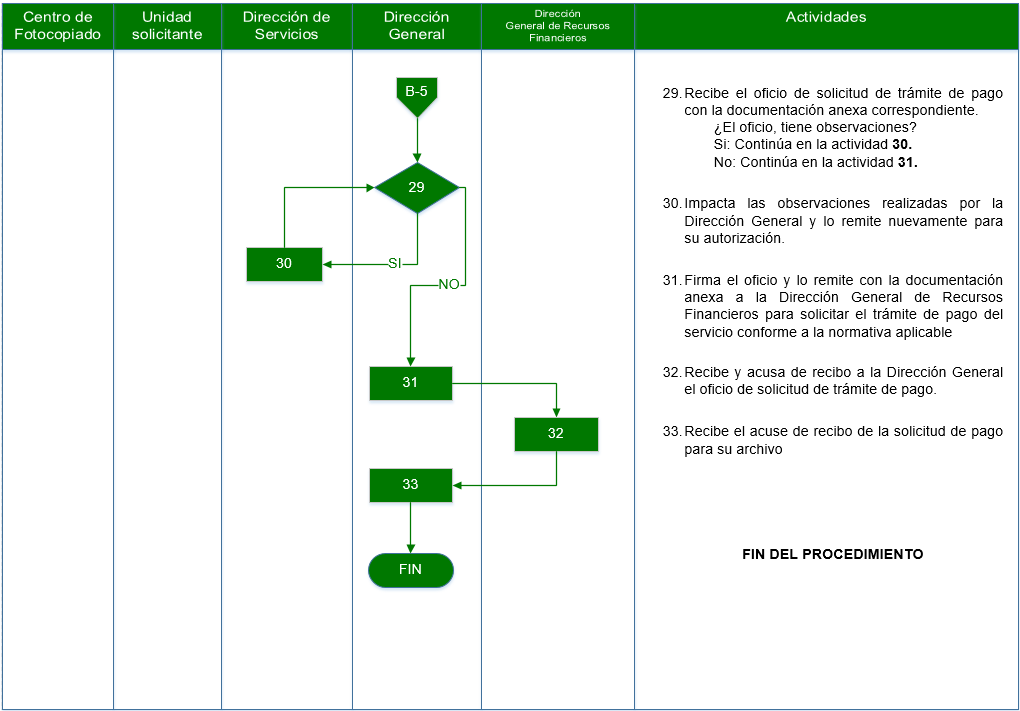 Centro de
Fotocopiado
Unidad
solicitante
Dirección de
Servicios
Dirección
General
Dirección
General de Recursos
Financieros
Actividades
B-5
29
30
SI
NO
31
32
33
FIN
29. Recibe el oficio de solicitud de trámite de pago
con la documentación anexa correspondiente.
¿El oficio, tiene observaciones?
Si: Continúa en la actividad 30.
No: Continúa en la actividad 31.
30. Impacta las observaciones realizadas por la
Dirección General y lo remite nuevamente para
su autorización.
31. Firma el oficio y lo remite con la documentación
anexa a la Dirección General de Recursos
Financieros para solicitar el trámite de pago del
servicio conforme a la normativa aplicable
32. Recibe y acusa de recibo a la Dirección General
el oficio de solicitud de trámite de pago.
33. Recibe el acuse de recibo de la solicitud de pago
para su archivo
FIN DEL PROCEDIMIENTO